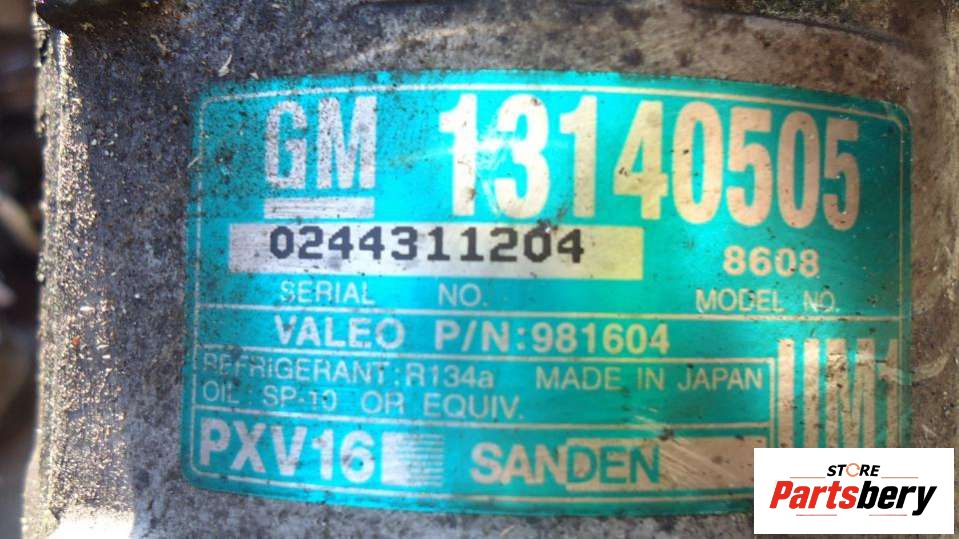 GM 13140505
0244311204 8608
SERIAL NO. MODEL NO.
VALEO P/N:981604
REFRIGERANT:R134a MADE IN JAPAN
OIL: SP-10 OR EQUIV.
PXV16 SANDEN
STORE
Partsbery